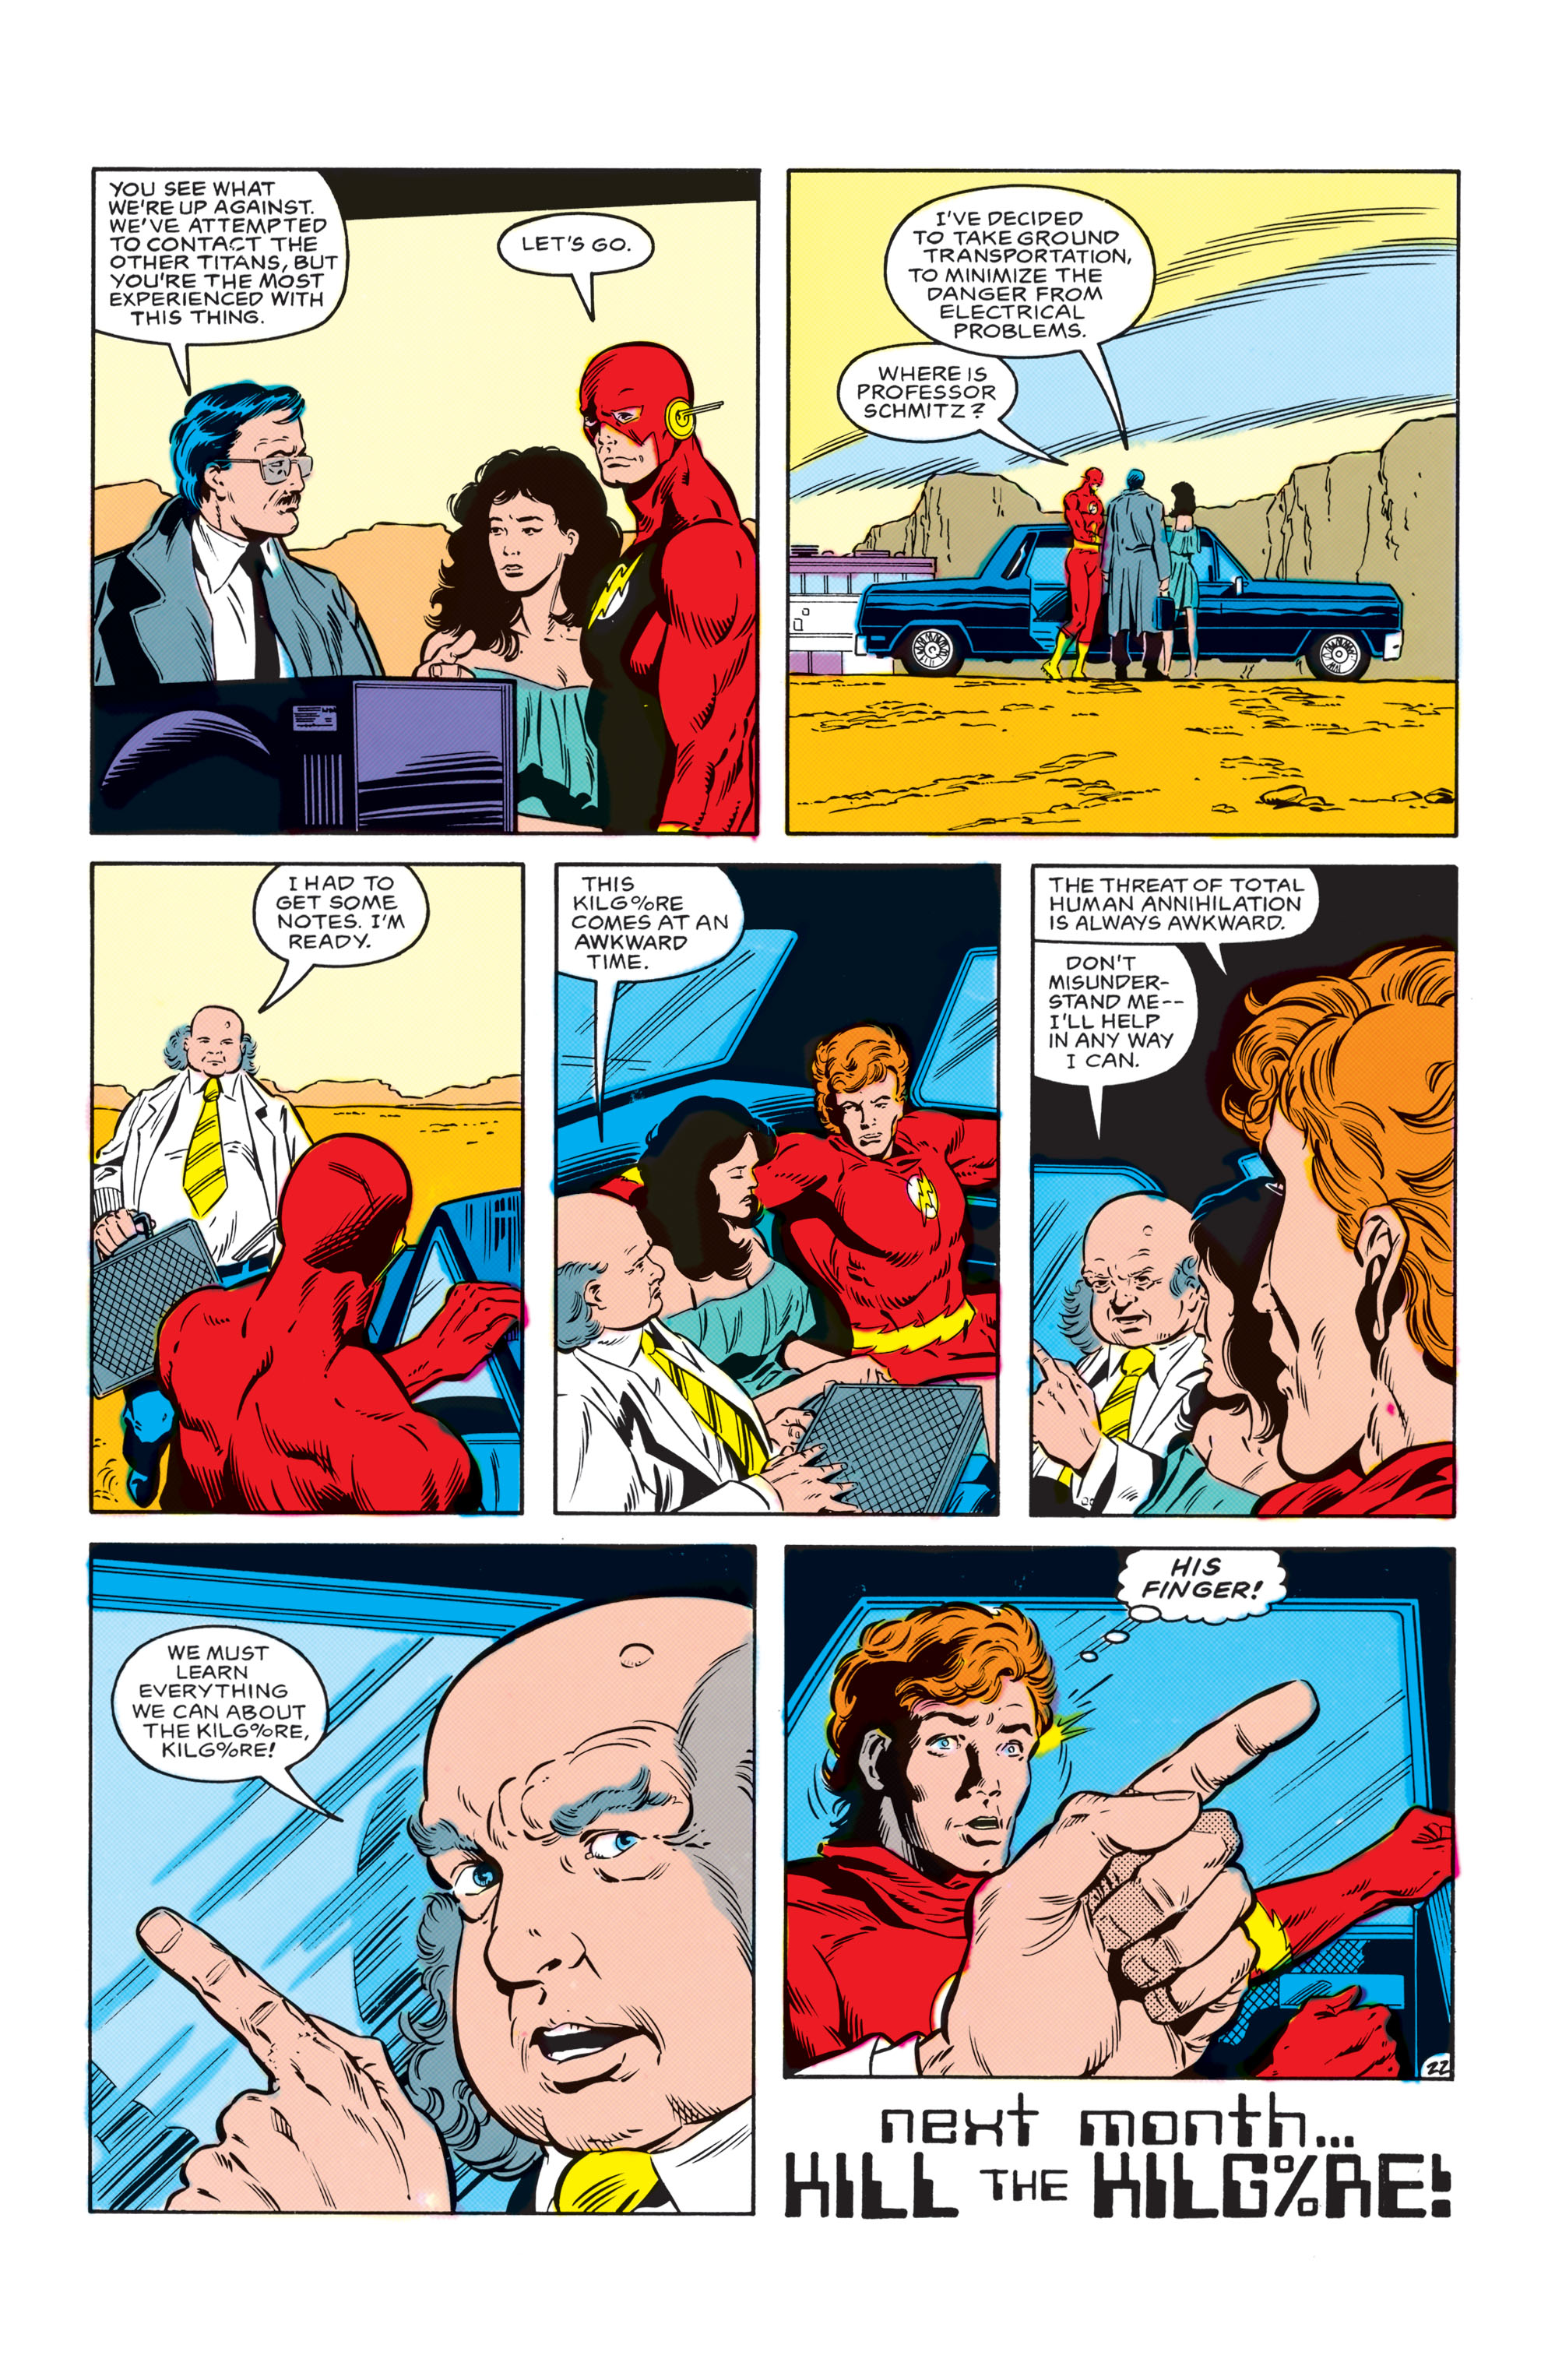 YOU SEE WHAT
WE'RE UP AGAINST.
WE'VE ATTEMPTED
TO CONTACT THE
OTHER TITANS, BUT
YOU'RE THE MOST
EXPERIENCED WITH
THIS THING.
LET'S GO.
I'VE DECIDED
TO TAKE GROUND
TRANSPORTATION,
TO MINIMIZE THE
DANGER FROM
ELECTRICAL
PROBLEMS.
WHERE IS
PROFESSOR
SCHMITZ?
I HAD TO
GET SOME
NOTES. I'M
READY.
THIS
KILG%RE
COMES AT AN
AWKWARD
TIME.
THE THREAT OF TOTAL
HUMAN ANNIHILATION
IS ALWAYS AWKWARD.
DON'T
MISUNDER-
STAND ME--
I'LL HELP
IN ANY WAY
I CAN.
WE MUST
LEARN
EVERYTHING
WE CAN ABOUT
THE KILG%RE,
KILG%RE!
HIS
FINGER!
22
next month...
KILL THE KILG%RE!